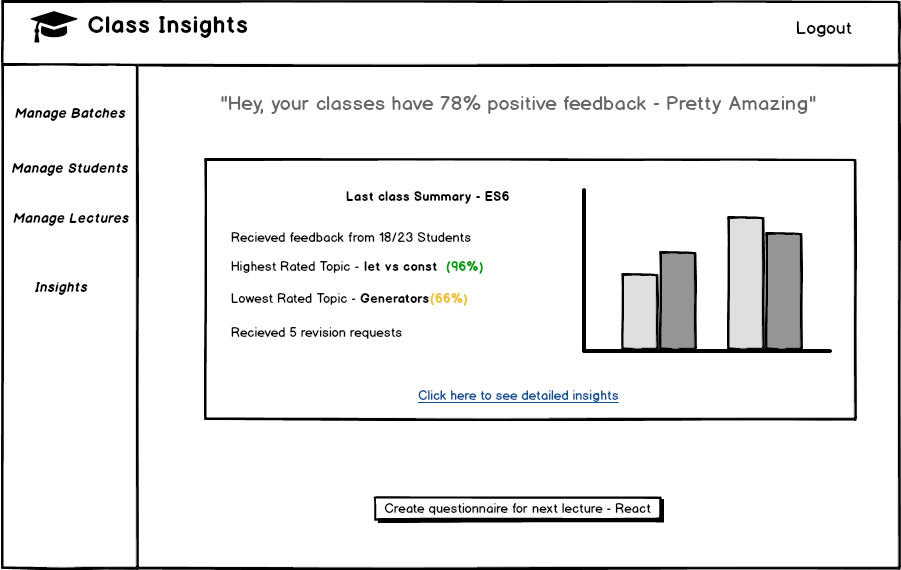 Class Insights
Logout
Manage Batches
Manage Students
Manage Lectures
Insights
"Hey, your classes have 78% positive feedback - Pretty Amazing"
Last class Summary - ES6
Recieved feedback from 18/23 Students
Highest Rated Topic - let vs const (96%)
Lowest Rated Topic - Generators(66%)
Recieved 5 revision requests
Click here to see detailed insights
Create questionnaire for next lecture - React